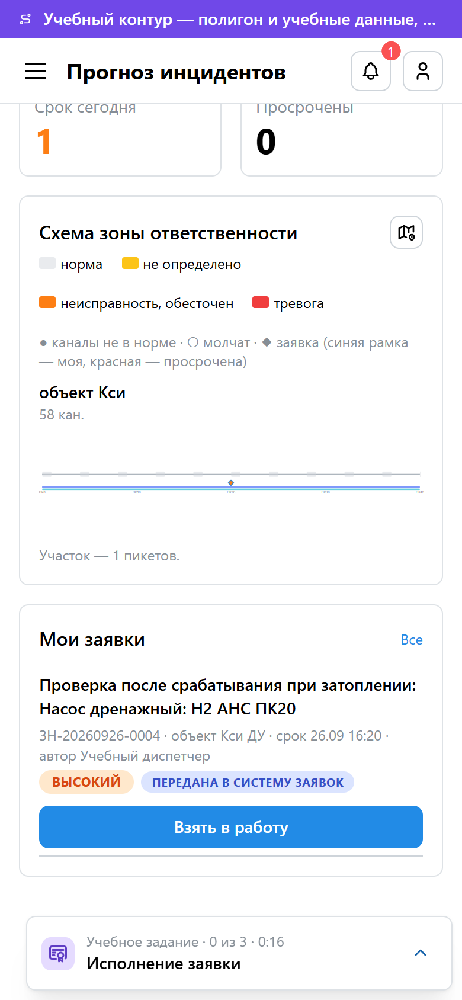 Учебный контур — полигон и учебные данные, ...
Прогноз инцидентов
1
Срок сегодня
Просрочены
1
0
Схема зоны ответственности
норма
не определено
неисправность, обесточен
тревога
● каналы не в норме · ○ молчат · ◆ заявка (синяя рамка
— моя, красная — просрочена)
объект Кси
58 кан.
ПК0 ПК10 ПК20 ПК30 ПК40
Участок — 1 пикетов.
Мои заявки
Все
Проверка после срабатывания при затоплении:
Насос дренажный: Н2 АНС ПК20
ЗН-20260926-0004 · объект Кси ДУ · срок 26.09 16:20 ·
автор Учебный диспетчер
ВЫСОКИЙ
ПЕРЕДАНА В СИСТЕМУ ЗАЯВОК
Взять в работу
Учебное задание · 0 из 3 · 0:16
Исполнение заявки